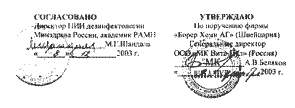 СОГЛАСОВАНО
Директор НИИ дезинфектологии
Минздрава России, академик РАМН
М.Г.Шандала
2003 г.
УТВЕРЖДАЮ
По поручению фирмы
«Борер Хеми АГ» (Швейцария)
Генеральный директор
(Россия)
А.В.Беляков
2003 г.